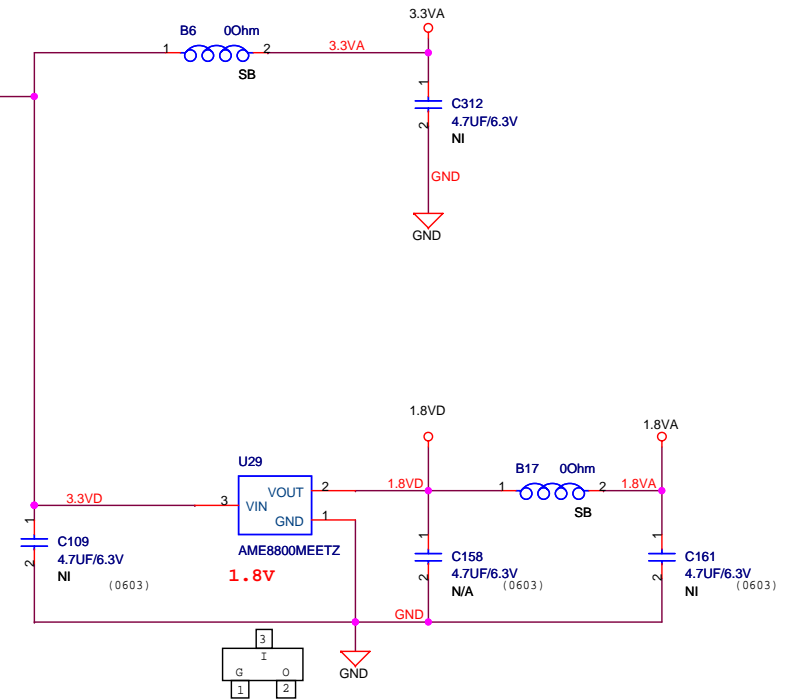 3.3VA
B6 0Ohm
1 2 3.3VA
SB
1
C312
4.7UF/6.3V
2
NI
GND
GND
1.8VD
1.8VA
U29
B17 0Ohm
VOUT 2 1.8VD 1 2 1.8VA
3.3VD 3 VIN
SB
GND 1
1
C109
4.7UF/6.3V
2
NI
(0603)
AME8800MEETZ
1.8V
1
C158
4.7UF/6.3V
2
N/A
(0603)
1
C161
4.7UF/6.3V
2
NI
(0603)
GND
3
I
G O
1 2
GND